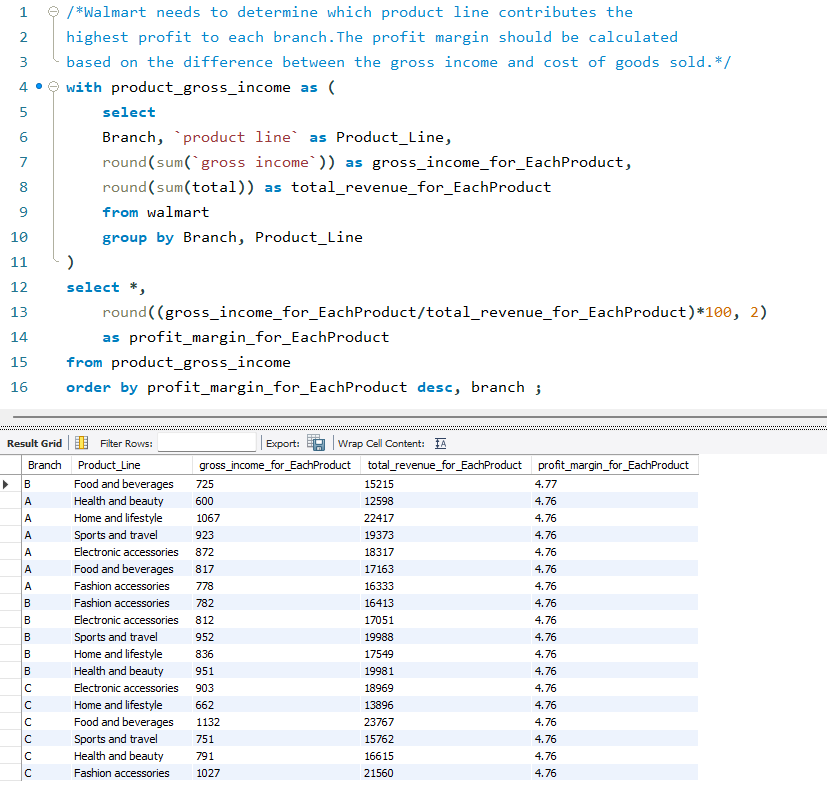 1 /*Walmart needs to determine which product line contributes the
2 highest profit to each branch.The profit margin should be calculated
3 based on the difference between the gross income and cost of goods sold.*/
4 with product_gross_income as (
5 select
6 Branch, `product line` as Product_Line,
7 round(sum(`gross income`)) as gross_income_for_EachProduct,
8 round(sum(total)) as total_revenue_for_EachProduct
9 from walmart
10 group by Branch, Product_Line
11 )
12 select *,
13 round((gross_income_for_EachProduct/total_revenue_for_EachProduct)*100, 2)
14 as profit_margin_for_EachProduct
15 from product_gross_income
16 order by profit_margin_for_EachProduct desc, branch ;
Result Grid Filter Rows: Export: Wrap Cell Content: IA
Branch Product_Line gross_income_for_EachProduct total_revenue_for_EachProduct profit_margin_for_EachProduct
B Food and beverages 725 15215 4.77
A Health and beauty 600 12598 4.76
A Home and lifestyle 1067 22417 4.76
A Sports and travel 923 19373 4.76
A Electronic accessories 872 18317 4.76
A Food and beverages 817 17163 4.76
A Fashion accessories 778 16333 4.76
B Fashion accessories 782 16413 4.76
B Electronic accessories 812 17051 4.76
B Sports and travel 952 19988 4.76
B Home and lifestyle 836 17549 4.76
B Health and beauty 951 19981 4.76
C Electronic accessories 903 18969 4.76
C Home and lifestyle 662 13896 4.76
C Food and beverages 1132 23767 4.76
C Sports and travel 751 15762 4.76
C Health and beauty 791 16615 4.76
C Fashion accessories 1027 21560 4.76